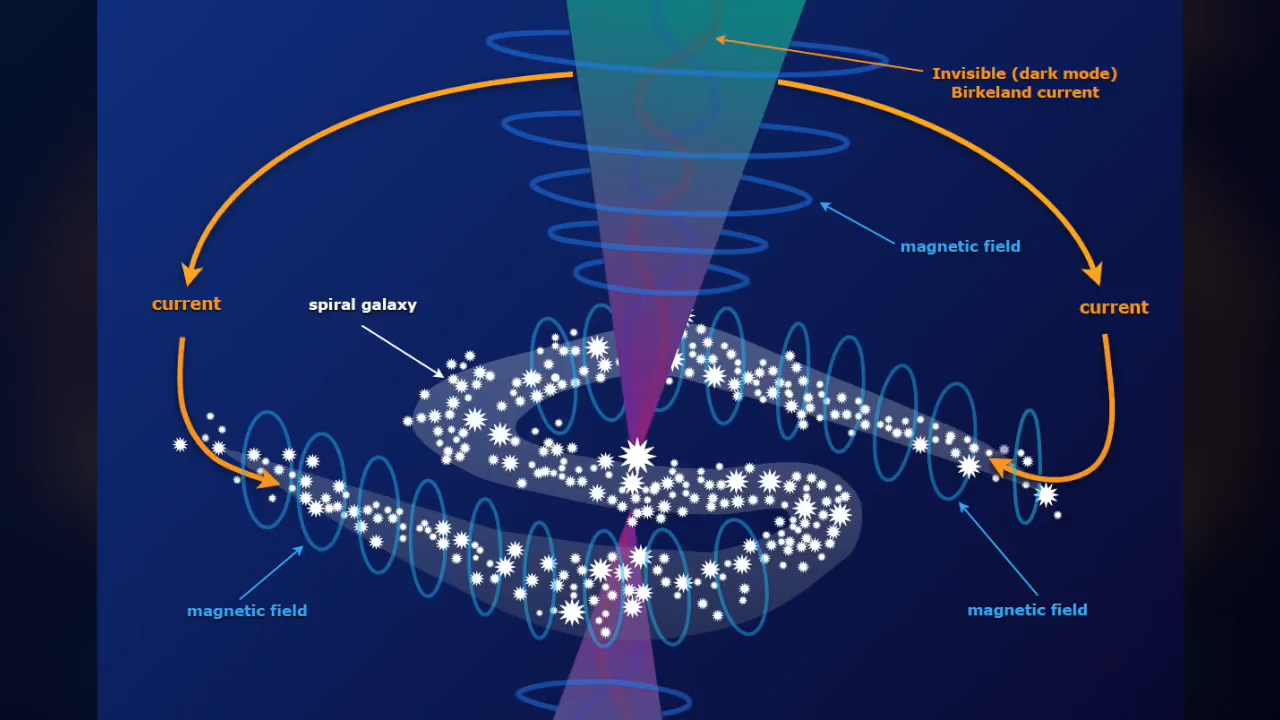 Invisible (dark mode)
Birkeland current
magnetic field
current
spiral galaxy
current
magnetic field
magnetic field